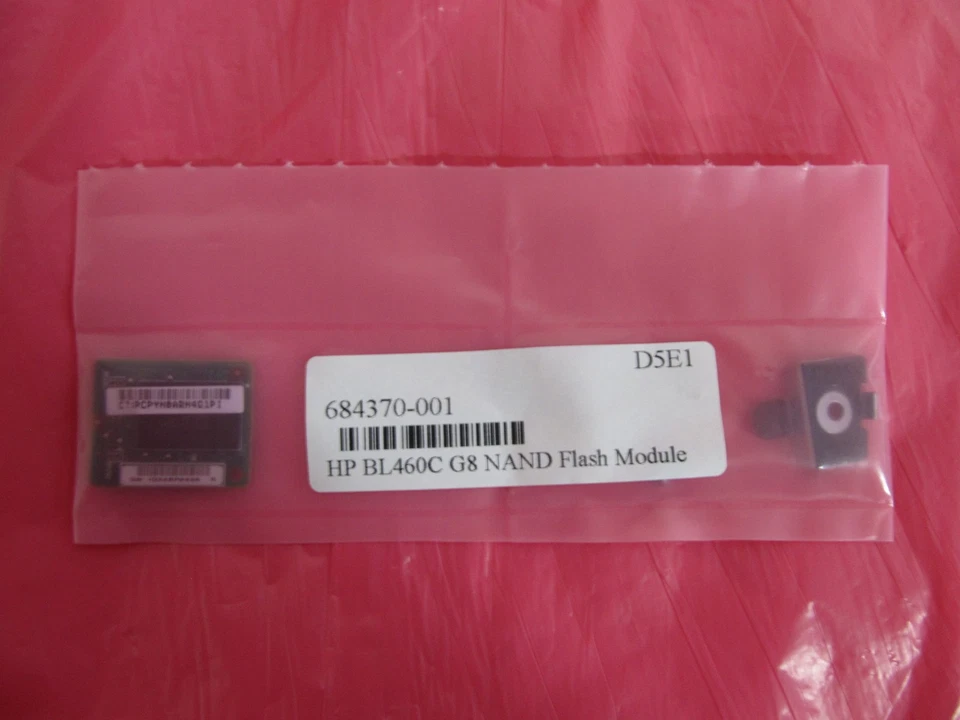 D5E1
684370-001
HP BL460C G8 NAND Flash Module